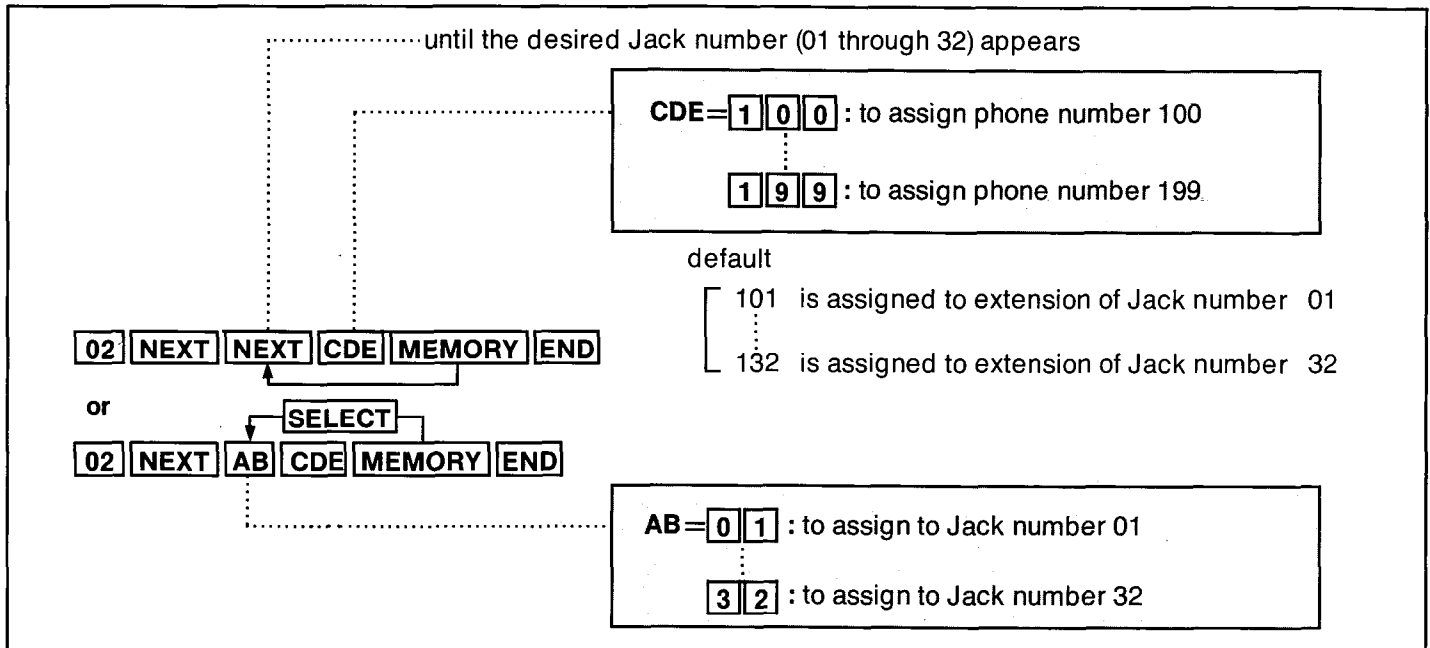 until the desired Jack number (01 through 32) appears
CDE=1 0 0 : to assign phone number 100
1 9 9 : to assign phone number 199
default
101 is assigned to extension of Jack number 01
132 is assigned to extension of Jack number 32
02 NEXT NEXT CDE MEMORY END
or
SELECT
02 NEXT AB CDE MEMORY END
AB=0 1 : to assign to Jack number 01
3 2 : to assign to Jack number 32